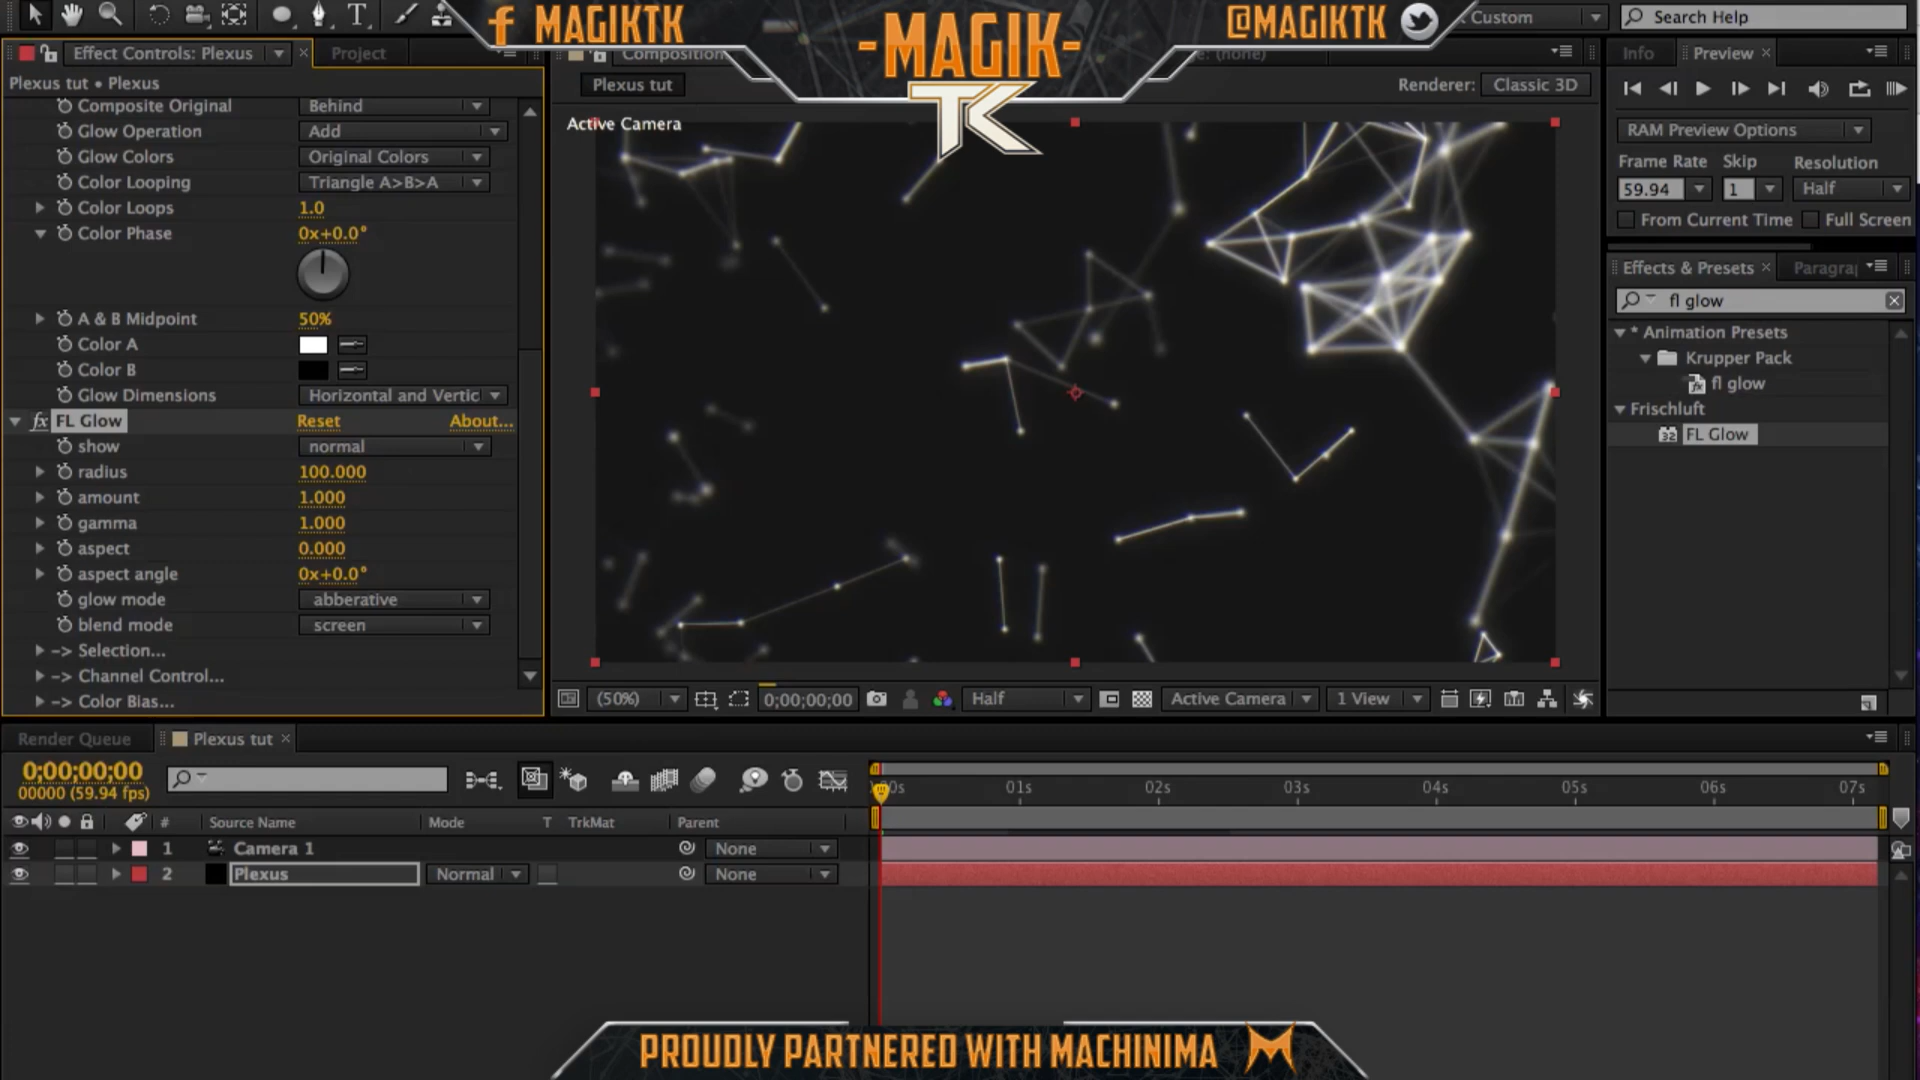 MAGIKTK
-MAGIK-
TK
@MAGIKTK
Custom
Search Help
Effect Controls: Plexus
Project
Composition
e: (none)
Info
Preview
Plexus tut • Plexus
Plexus tut
Renderer:
Classic 3D
Active Camera
Composite Original
Behind
Glow Operation
Add
Glow Colors
Original Colors
Color Looping
Triangle A>B>A
Color Loops
1.0
Color Phase
0x+0.0°
A & B Midpoint
50%
Color A
Color B
Glow Dimensions
Horizontal and Vertic
fx FL Glow
Reset
About...
show
normal
radius
100.000
amount
1.000
gamma
1.000
aspect
0.000
aspect angle
0x+0.0°
glow mode
abberative
blend mode
screen
-> Selection...
-> Channel Control...
-> Color Bias...
RAM Preview Options
Frame Rate
Skip
Resolution
59.94
1
Half
From Current Time
Full Screen
Effects & Presets
Paragraj
fl glow
* Animation Presets
Krupper Pack
fl glow
Frischluft
32
FL Glow
(50%)
0;00;00;00
Half
Active Camera
1 View
Render Queue
Plexus tut
0;00;00;00
00000 (59.94 fps)
01s
02s
03s
04s
05s
06s
07s
#
Source Name
Mode
T
TrkMat
Parent
1
Camera 1
None
2
Plexus
Normal
None
PROUDLY PARTNERED WITH MACHINIMA